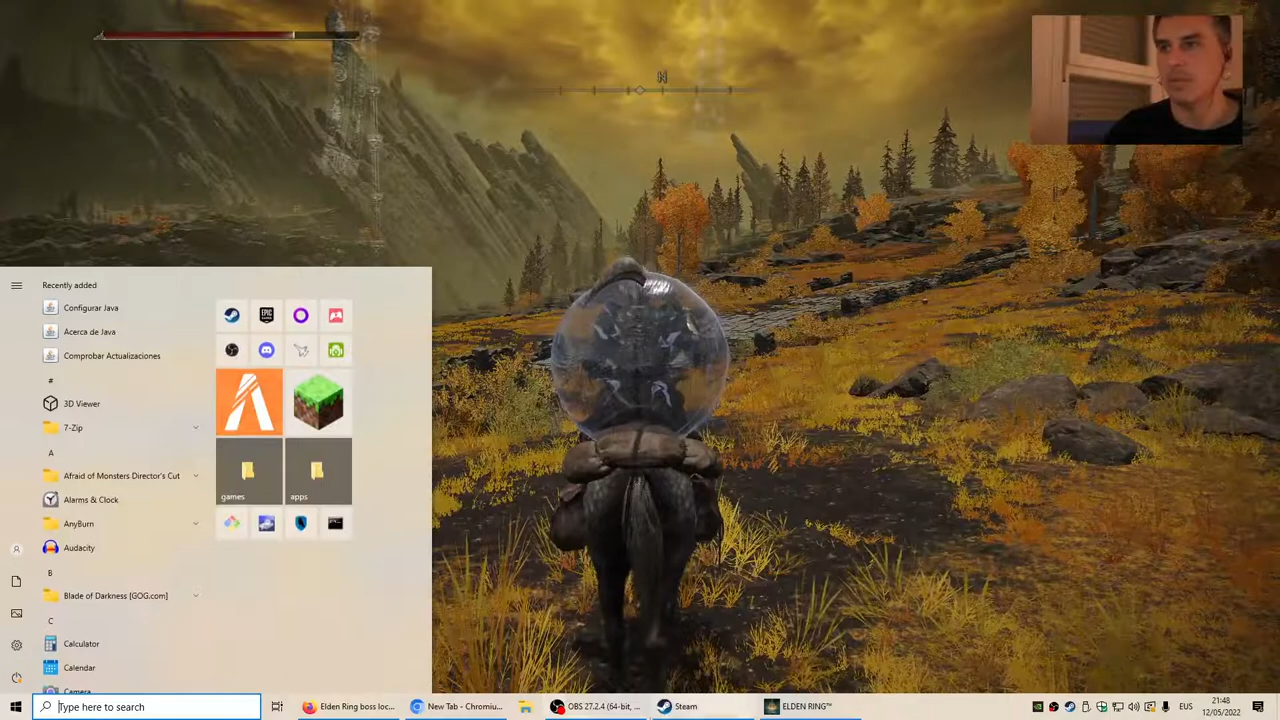 N
Recently added
Configurar Java
Acerca de Java
Comprobar Actualizaciones
#
3D Viewer
7-Zip
A
Afraid of Monsters Director's Cut
Alarms & Clock
AnyBurn
Audacity
B
Blade of Darkness [GOG.com]
C
Calculator
Calendar
Camera
EPIC GAMES
games
apps
Type here to search
Elden Ring boss loc...
New Tab - Chromiu...
OBS 27.2.4 (64-bit, ...
Steam
ELDEN RING™
EUS
21:48
12/05/2022